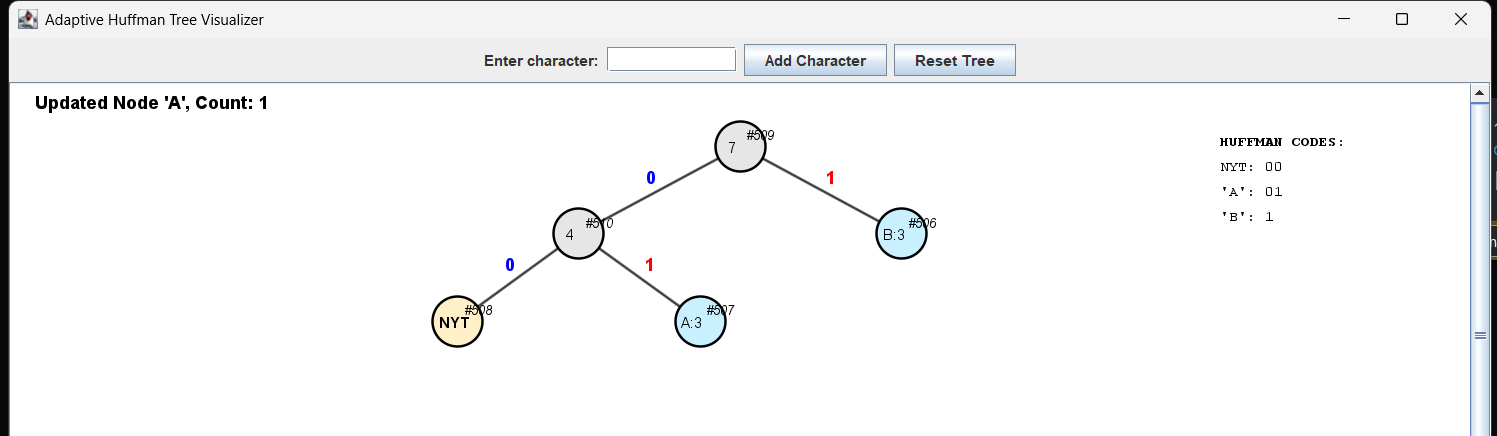 Adaptive Huffman Tree Visualizer
Enter character: Add Character Reset Tree
Updated Node 'A', Count: 1
#509
7
HUFFMAN CODES:
NYT: 00
'A': 01
'B': 1
0 1
#510
4
#506
B:3
0 1
#508
NYT
#507
A:3